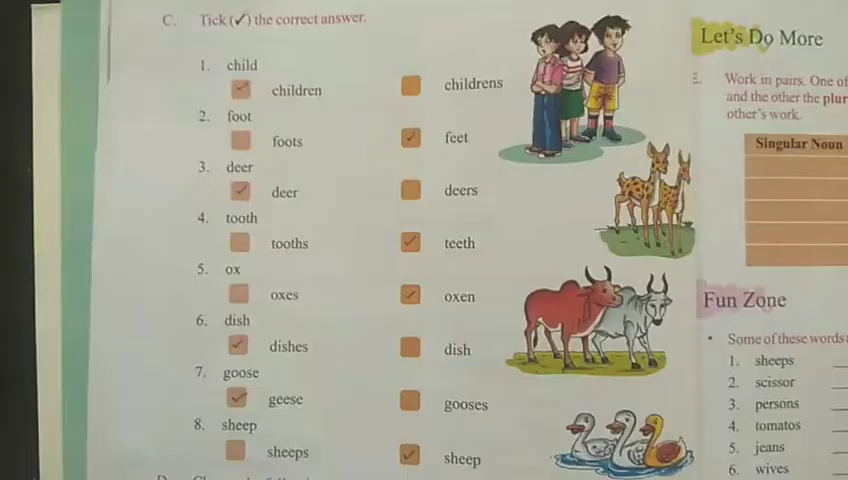 C. Tick (✓) the correct answer.
1. child
✓ children childrens
2. foot
foots ✓ feet
3. deer
✓ deer deers
4. tooth
tooths ✓ teeth
5. ox
oxes ✓ oxen
6. dish
✓ dishes dish
7. goose
✓ geese gooses
8. sheep
sheeps ✓ sheep
Let's Do More
E. Work in pairs. One of
and the other the plur
other's work.
Singular Noun
Fun Zone
• Some of these words
1. sheeps
2. scissor
3. persons
4. tomatos
5. jeans
6. wives